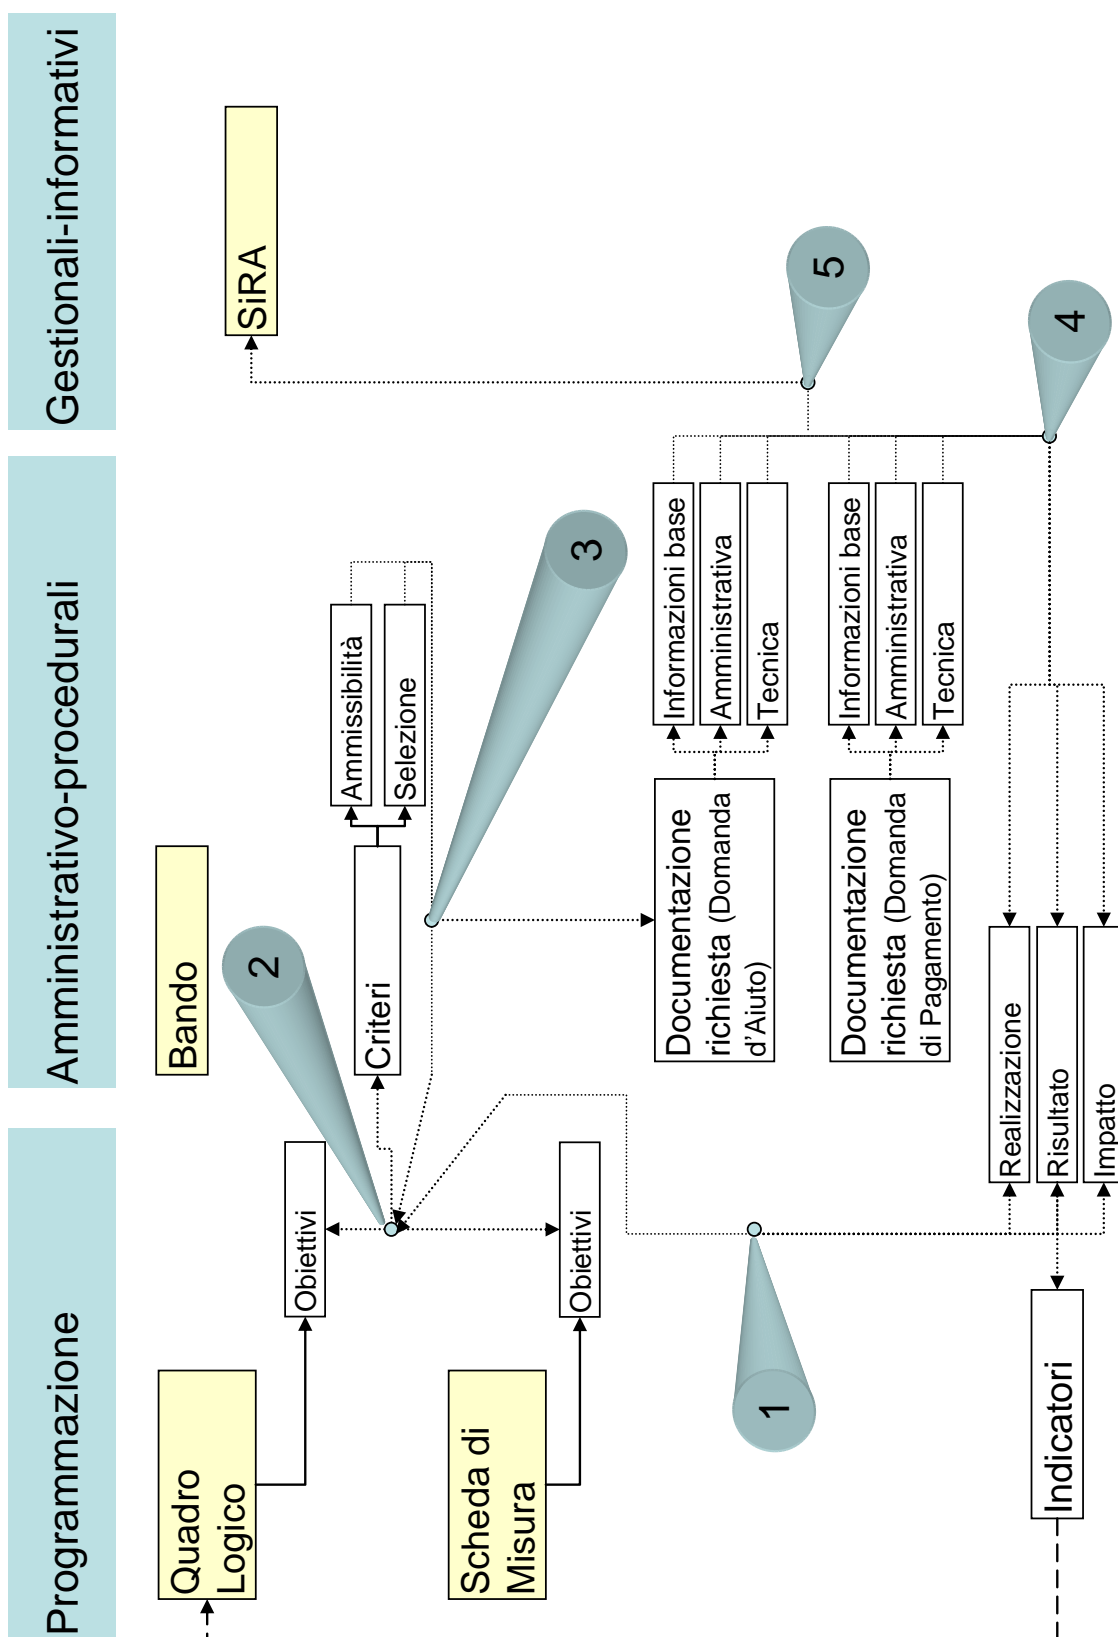 Programmazione
Amministrativo-procedurali
Gestionali-informativi
Quadro
Logico
Obiettivi
Bando
SiRA
2
Criteri
Ammissibilità
Selezione
3
Scheda di
Misura
Obiettivi
Documentazione
richiesta (Domanda
d'Aiuto)
Informazioni base
Amministrativa
Tecnica
5
1
Documentazione
richiesta (Domanda
di Pagamento)
Informazioni base
Amministrativa
Tecnica
4
Indicatori
Realizzazione
Risultato
Impatto